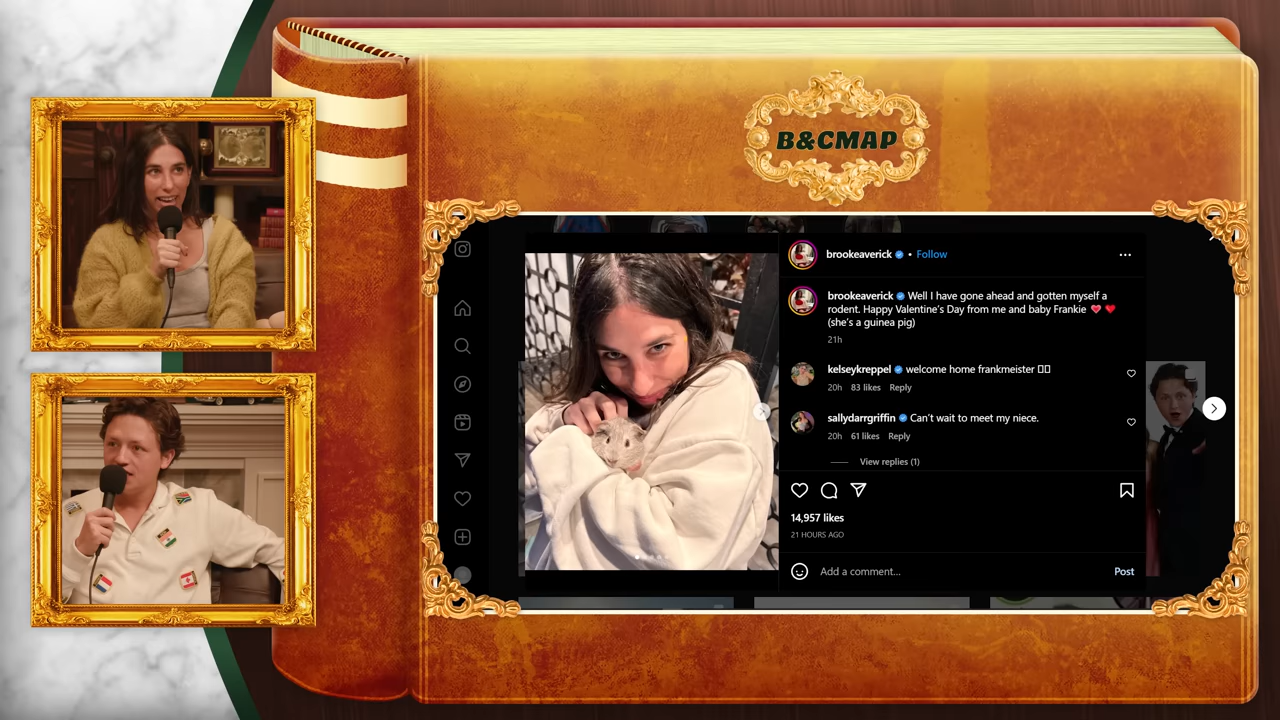 B&CMAP
brookeaverick • Follow
brookeaverick Well I have gone ahead and gotten myself a
rodent. Happy Valentine's Day from me and baby Frankie 💖 ❤️
(she's a guinea pig)
21h
kelseykreppel welcome home frankmeister ▯▯
20h 83 likes Reply
sallydarrgriffin Can't wait to meet my niece.
20h 61 likes Reply
View replies (1)
14,957 likes
21 HOURS AGO
Add a comment... Post